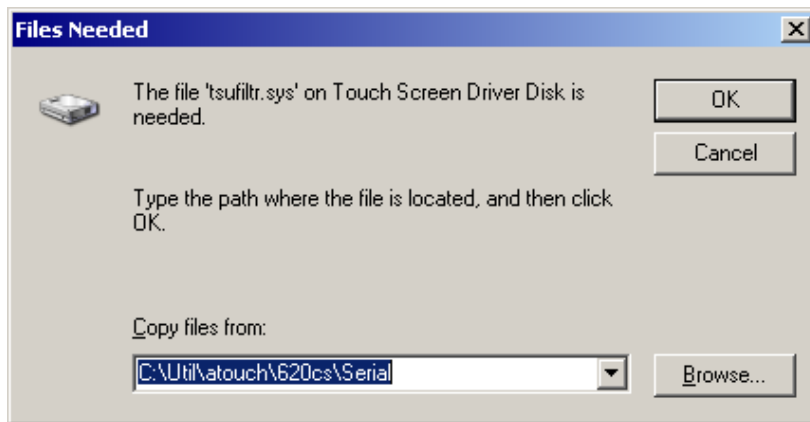 Files Needed
The file 'tsufiltr.sys' on Touch Screen Driver Disk is
needed.
OK
Cancel
Type the path where the file is located, and then click
OK.
Copy files from:
C:\Util\atouch\620cs\Serial
Browse...